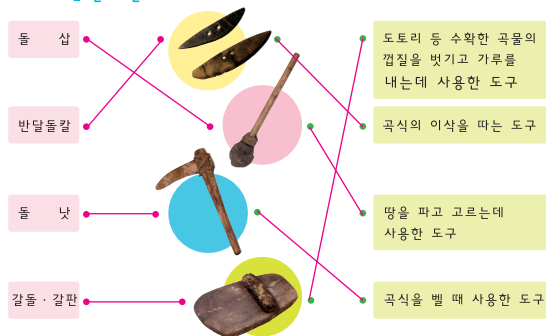 돌 삽
반달돌칼
돌 낫
갈돌 · 갈판
도토리 등 수확한 곡물의
껍질을 벗기고 가루를
내는데 사용한 도구
곡식의 이삭을 따는 도구
땅을 파고 고르는데
사용한 도구
곡식을 벨 때 사용한 도구